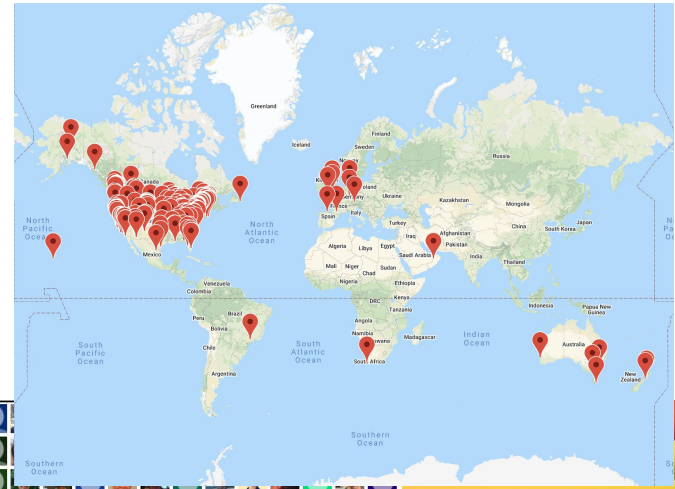 Greenland
Iceland
Finland
Sweden
Norway
Russia
Canada
Poland
Ukraine
Kazakhstan
Mongolia
Germany
France
Italy
Spain
Turkey
North
Pacific
Ocean
North
Atlantic
Ocean
China
Japan
South Korea
Afghanistan
Pakistan
Iraq
Algeria
Libya
Egypt
Saudi Arabia
India
Thailand
Mexico
Mali
Niger
Chad
Sudan
Nigeria
Ethiopia
Venezuela
Colombia
DRC
Kenya
Tanzania
Indonesia
Papua New
Guinea
Peru
Brazil
Bolivia
Angola
Namibia
Botswana
Madagascar
Indian
Ocean
Australia
Chile
South
Pacific
Ocean
South
Atlantic
Ocean
South Africa
Argentina
New
Zealand
Southern
Ocean
Southern
Ocean